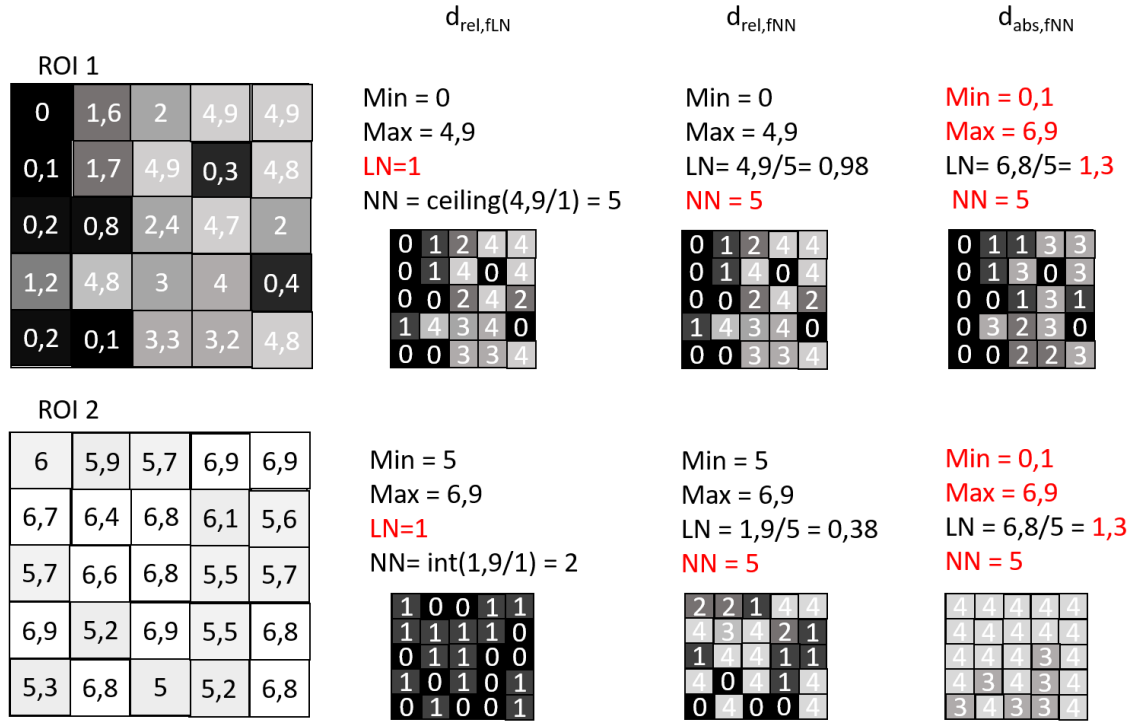 d_rel,fLN d_rel,fNN d_abs,fNN
ROI 1
0 1,6 2 4,9 4,9
0,1 1,7 4,9 0,3 4,8
0,2 0,8 2,4 4,7 2
1,2 4,8 3 4 0,4
0,2 0,1 3,3 3,2 4,8
Min = 0
Max = 4,9
LN=1
NN = ceiling(4,9/1) = 5
0 1 2 4 4
0 1 4 0 4
0 0 2 4 2
1 4 3 4 0
0 0 3 3 4
Min = 0
Max = 4,9
LN= 4,9/5= 0,98
NN = 5
0 1 2 4 4
0 1 4 0 4
0 0 2 4 2
1 4 3 4 0
0 0 3 3 4
Min = 0,1
Max = 6,9
LN= 6,8/5= 1,3
NN = 5
0 1 1 3 3
0 1 3 0 3
0 0 1 3 1
0 3 2 3 0
0 0 2 2 3
ROI 2
6 5,9 5,7 6,9 6,9
6,7 6,4 6,8 6,1 5,6
5,7 6,6 6,8 5,5 5,7
6,9 5,2 6,9 5,5 6,8
5,3 6,8 5 5,2 6,8
Min = 5
Max = 6,9
LN=1
NN= int(1,9/1) = 2
1 0 0 1 1
1 1 1 1 0
0 1 1 0 0
1 0 1 0 1
0 1 0 0 1
Min = 5
Max = 6,9
LN = 1,9/5 = 0,38
NN = 5
2 2 1 4 4
4 3 4 2 1
1 4 4 1 1
4 0 4 1 4
0 4 0 0 4
Min = 0,1
Max = 6,9
LN = 6,8/5 = 1,3
NN = 5
4 4 4 4 4
4 4 4 4 4
4 4 4 3 4
4 3 4 3 4
3 4 3 3 4